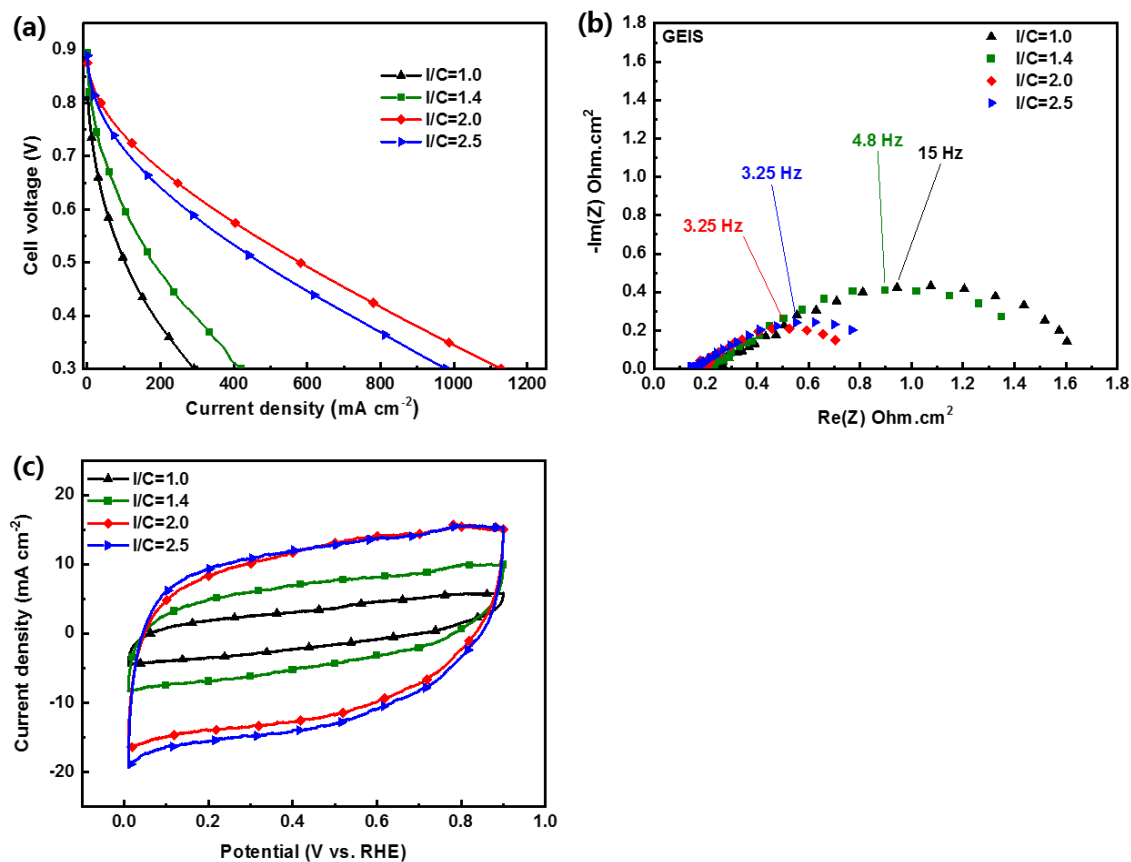 (a)
0.9
0.8
0.7
0.6
0.5
0.4
0.3
Cell voltage (V)
I/C=1.0
I/C=1.4
I/C=2.0
I/C=2.5
0 200 400 600 800 1000 1200
Current density (mA cm⁻²)
(b)
GEIS
-1.8
-1.6
-1.4
1.2
1.0
0.8
0.6
0.4
0.2
0.0
-Im(Z) Ohm.cm²
I/C=1.0
I/C=1.4
I/C=2.0
I/C=2.5
4.8 Hz
15 Hz
3.25 Hz
3.25 Hz
0.0 0.2 0.4 0.6 0.8 1.0 1.2 1.4 1.6 1.8
Re(Z) Ohm.cm²
(c)
20
10
0
-10
-20
Current density (mA cm⁻²)
I/C=1.0
I/C=1.4
I/C=2.0
I/C=2.5
0.0 0.2 0.4 0.6 0.8 1.0
Potential (V vs. RHE)